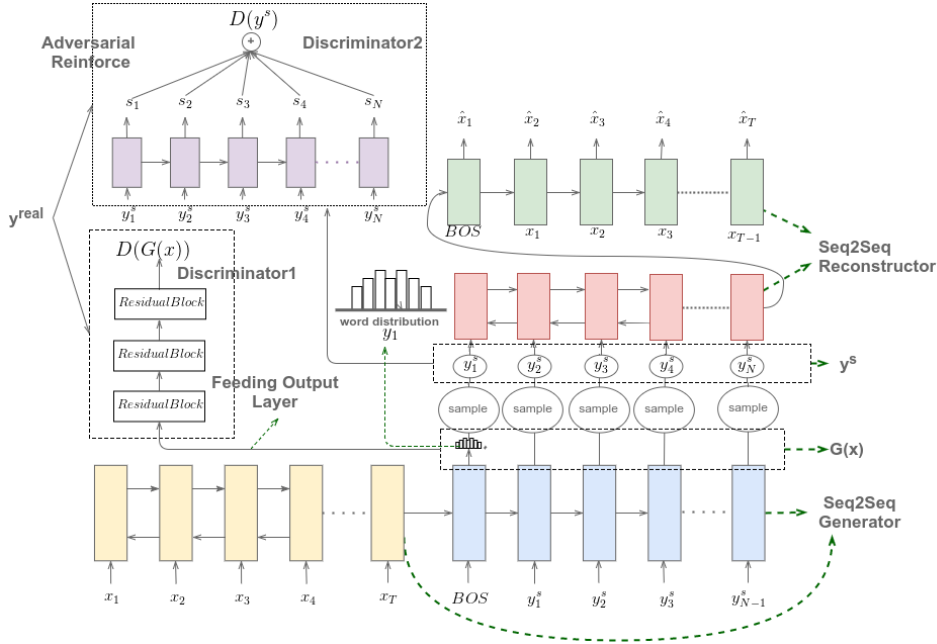 D(y^s)
+
Adversarial
Reinforce
Discriminator2
s_1 s_2 s_3 s_4 s_N
y_1^s y_2^s y_3^s y_4^s y_N^s
x̂_1 x̂_2 x̂_3 x̂_4 x̂_T
BOS x_1 x_2 x_3 x_{T-1}
y^real
D(G(x))
Discriminator1
ResidualBlock
ResidualBlock
ResidualBlock
Seq2Seq
Reconstructor
word distribution
y_1
y_1^s y_2^s y_3^s y_4^s y_N^s
y^s
Feeding Output
Layer
sample sample sample sample sample
G(x)
Seq2Seq
Generator
x_1 x_2 x_3 x_4 x_T BOS y_1^s y_2^s y_3^s y_{N-1}^s